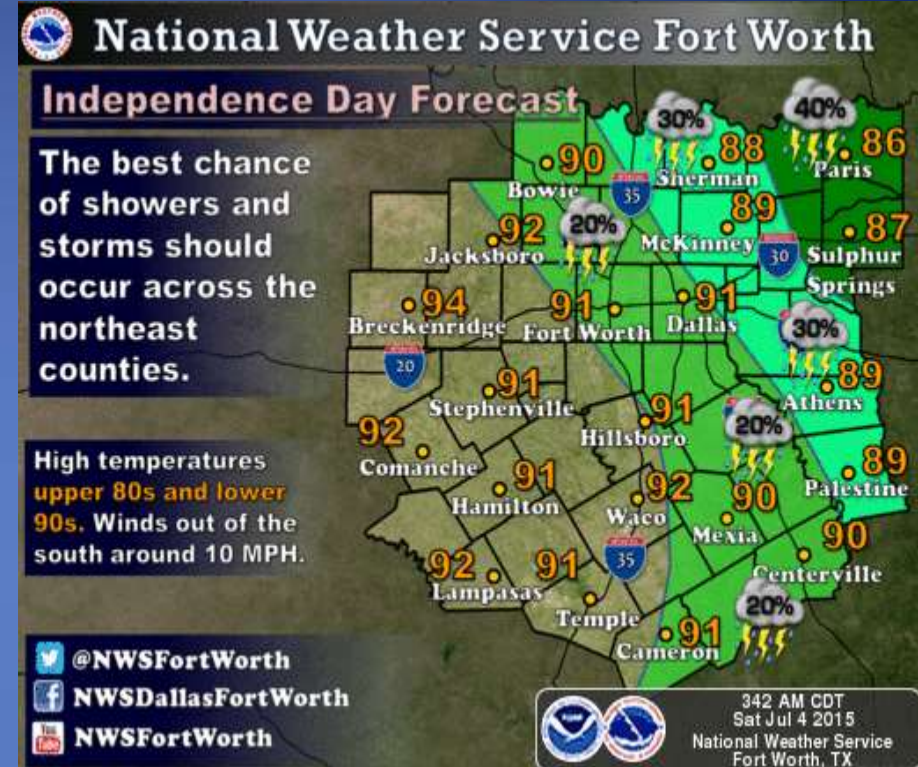 National Weather Service Fort Worth
Independence Day Forecast
The best chance
of showers and
storms should
occur across the
northeast
counties.
High temperatures
upper 80s and lower
90s. Winds out of the
south around 10 MPH.
@NWSFortWorth
NWSDallasFortWorth
You
Tube
NWSFortWorth
30%
40%
90
Bowie
88
Sherman
86
Paris
35
20%
92
Jacksboro
89
McKinney
30
87
Sulphur
Springs
94
Breckenridge
91
Fort Worth
91
Dallas
30%
20
91
Stephenville
89
Athens
92
Comanche
91
Hillsboro
20%
91
Hamilton
92
Waco
90
Mexia
89
Palestine
35
90
Centerville
92
Lampasas
91
Temple
20%
91
Cameron
342 AM CDT
Sat Jul 4 2015
National Weather Service
Fort Worth, TX